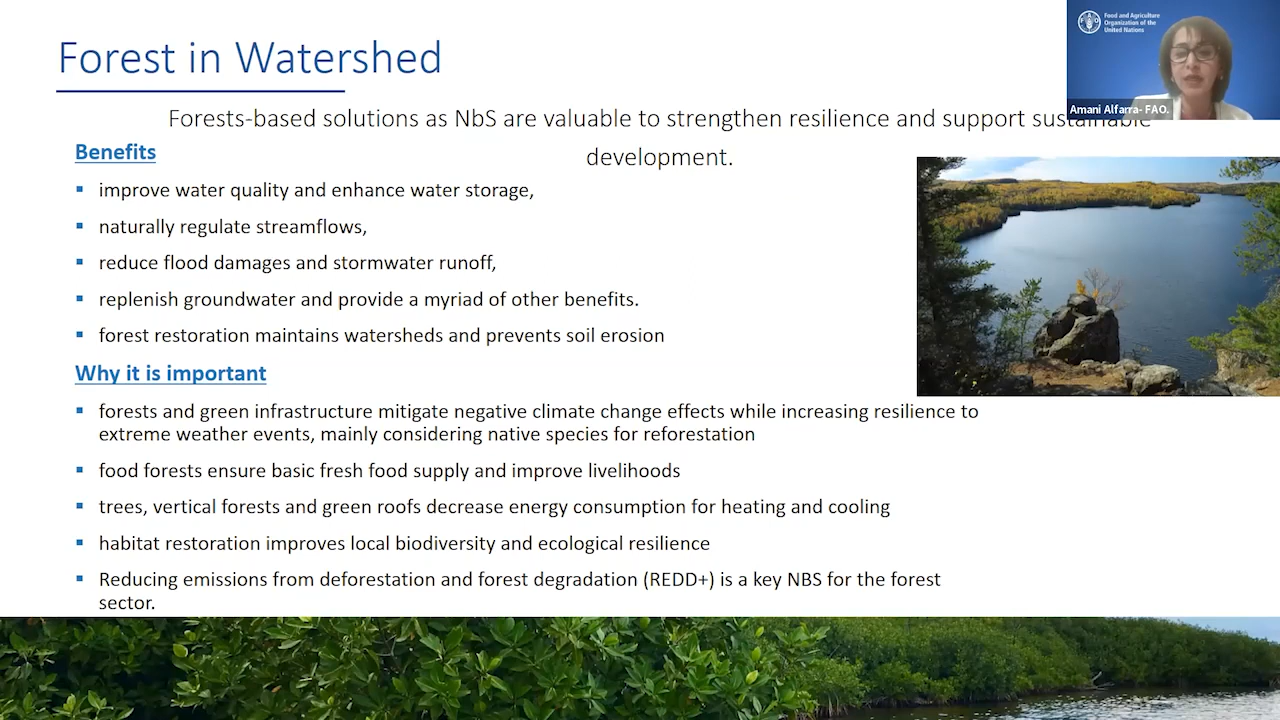 Forest in Watershed
Food and Agriculture
Organization of the
United Nations
Amani Alfarra- FAO.
Forests-based solutions as NbS are valuable to strengthen resilience and support sustainable
development.
Benefits
improve water quality and enhance water storage,
naturally regulate streamflows,
reduce flood damages and stormwater runoff,
replenish groundwater and provide a myriad of other benefits.
forest restoration maintains watersheds and prevents soil erosion
Why it is important
forests and green infrastructure mitigate negative climate change effects while increasing resilience to
extreme weather events, mainly considering native species for reforestation
food forests ensure basic fresh food supply and improve livelihoods
trees, vertical forests and green roofs decrease energy consumption for heating and cooling
habitat restoration improves local biodiversity and ecological resilience
Reducing emissions from deforestation and forest degradation (REDD+) is a key NBS for the forest
sector.